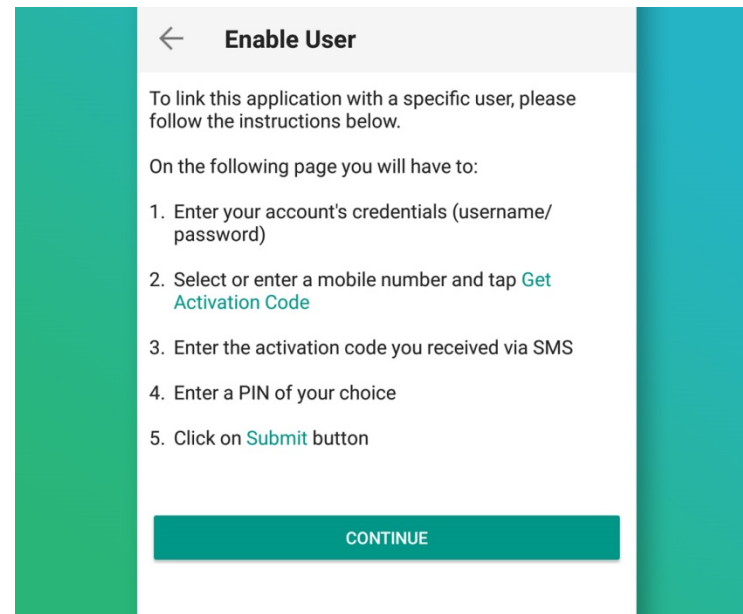 Enable User
To link this application with a specific user, please
follow the instructions below.
On the following page you will have to:
1. Enter your account's credentials (username/
password)
2. Select or enter a mobile number and tap Get
Activation Code
3. Enter the activation code you received via SMS
4. Enter a PIN of your choice
5. Click on Submit button
CONTINUE